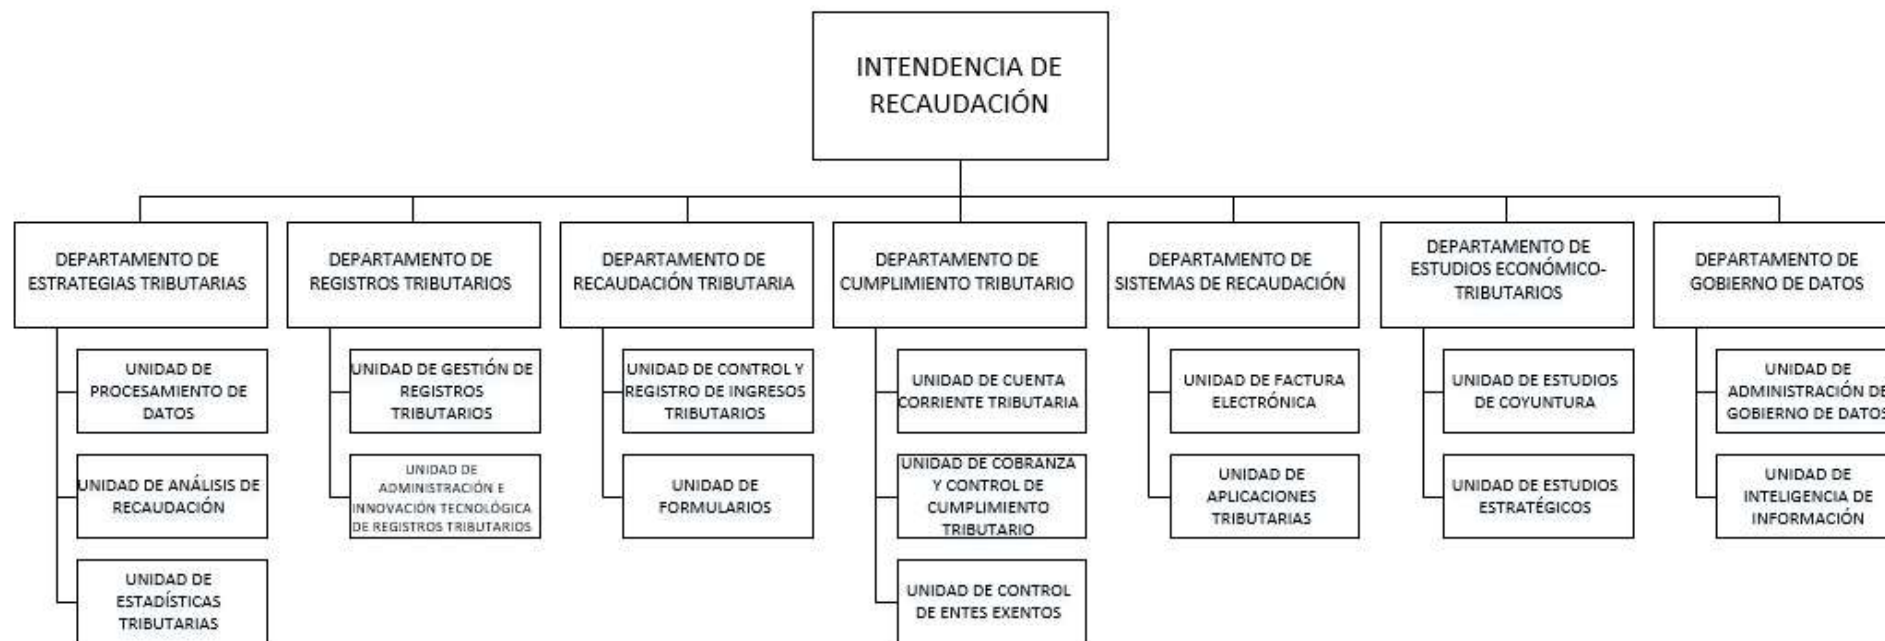 INTENDENCIA DE
RECAUDACIÓN
DEPARTAMENTO DE
ESTRATEGIAS TRIBUTARIAS
UNIDAD DE
PROCESAMIENTO DE
DATOS
UNIDAD DE ANÁLISIS DE
RECAUDACIÓN
UNIDAD DE
ESTADÍSTICAS
TRIBUTARIAS
DEPARTAMENTO DE
REGISTROS TRIBUTARIOS
UNIDAD DE GESTIÓN DE
REGISTROS
TRIBUTARIOS
UNIDAD DE
ADMINISTRACIÓN E
INNOVACIÓN TECNOLÓGICA
DE REGISTROS TRIBUTARIOS
DEPARTAMENTO DE
RECAUDACIÓN TRIBUTARIA
UNIDAD DE CONTROL Y
REGISTRO DE INGRESOS
TRIBUTARIOS
UNIDAD DE
FORMULARIOS
DEPARTAMENTO DE
CUMPLIMIENTO TRIBUTARIO
UNIDAD DE CUENTA
CORRIENTE TRIBUTARIA
UNIDAD DE COBRANZA
Y CONTROL DE
CUMPLIMIENTO
TRIBUTARIO
UNIDAD DE CONTROL
DE ENTES EXENTOS
DEPARTAMENTO DE
SISTEMAS DE RECAUDACIÓN
UNIDAD DE FACTURA
ELECTRÓNICA
UNIDAD DE
APLICACIONES
TRIBUTARIAS
DEPARTAMENTO DE
ESTUDIOS ECONÓMICO-
TRIBUTARIOS
UNIDAD DE ESTUDIOS
DE COYUNTURA
UNIDAD DE ESTUDIOS
ESTRATÉGICOS
DEPARTAMENTO DE
GOBIERNO DE DATOS
UNIDAD DE
ADMINISTRACIÓN DE
GOBIERNO DE DATOS
UNIDAD DE
INTELIGENCIA DE
INFORMACIÓN